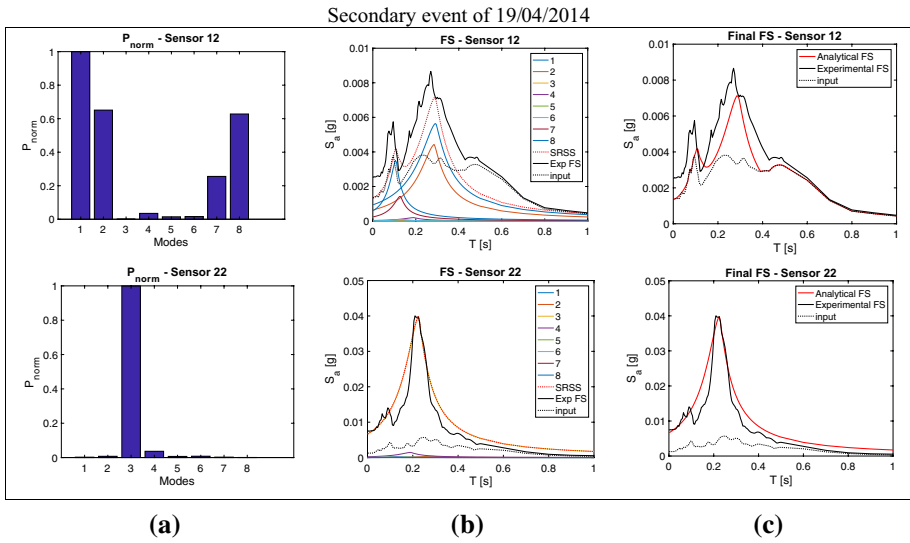 Secondary event of 19/04/2014
P_norm - Sensor 12
P_norm
1
0.8
0.6
0.4
0.2
0
1 2 3 4 5 6 7 8
Modes
FS - Sensor 12
S_a [g]
0.01
0.008
0.006
0.004
0.002
0
0 0.2 0.4 0.6 0.8 1
T [s]
1
2
3
4
5
6
7
8
SRSS
Exp FS
input
Final FS - Sensor 12
S_a [g]
0.01
0.008
0.006
0.004
0.002
0
0 0.2 0.4 0.6 0.8 1
T [s]
Analytical FS
Experimental FS
input
P_norm - Sensor 22
P_norm
1
0.8
0.6
0.4
0.2
0
1 2 3 4 5 6 7 8
Modes
FS - Sensor 22
S_a [g]
0.05
0.04
0.03
0.02
0.01
0
0 0.2 0.4 0.6 0.8 1
T [s]
1
2
3
4
5
6
7
8
SRSS
Exp FS
input
Final FS - Sensor 22
S_a [g]
0.05
0.04
0.03
0.02
0.01
0
0 0.2 0.4 0.6 0.8 1
T [s]
Analytical FS
Experimental FS
input
(a) (b) (c)